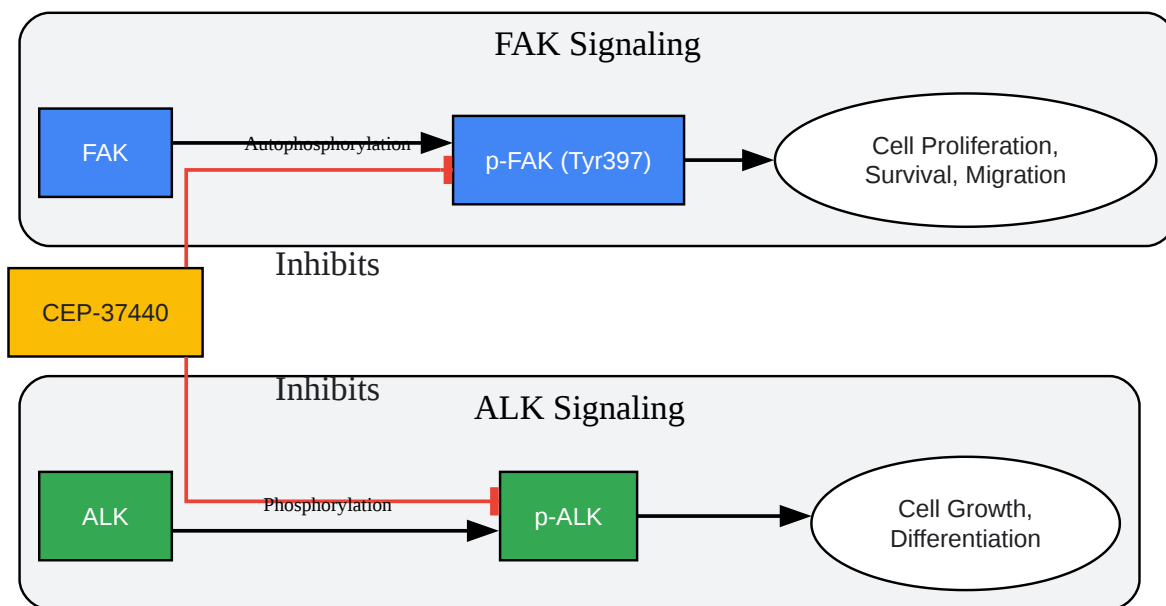 FAK Signaling
FAK
Autophosphorylation
p-FAK (Tyr397)
Cell Proliferation,
Survival, Migration
Inhibits
CEP-37440
Inhibits
ALK Signaling
ALK
Phosphorylation
p-ALK
Cell Growth,
Differentiation